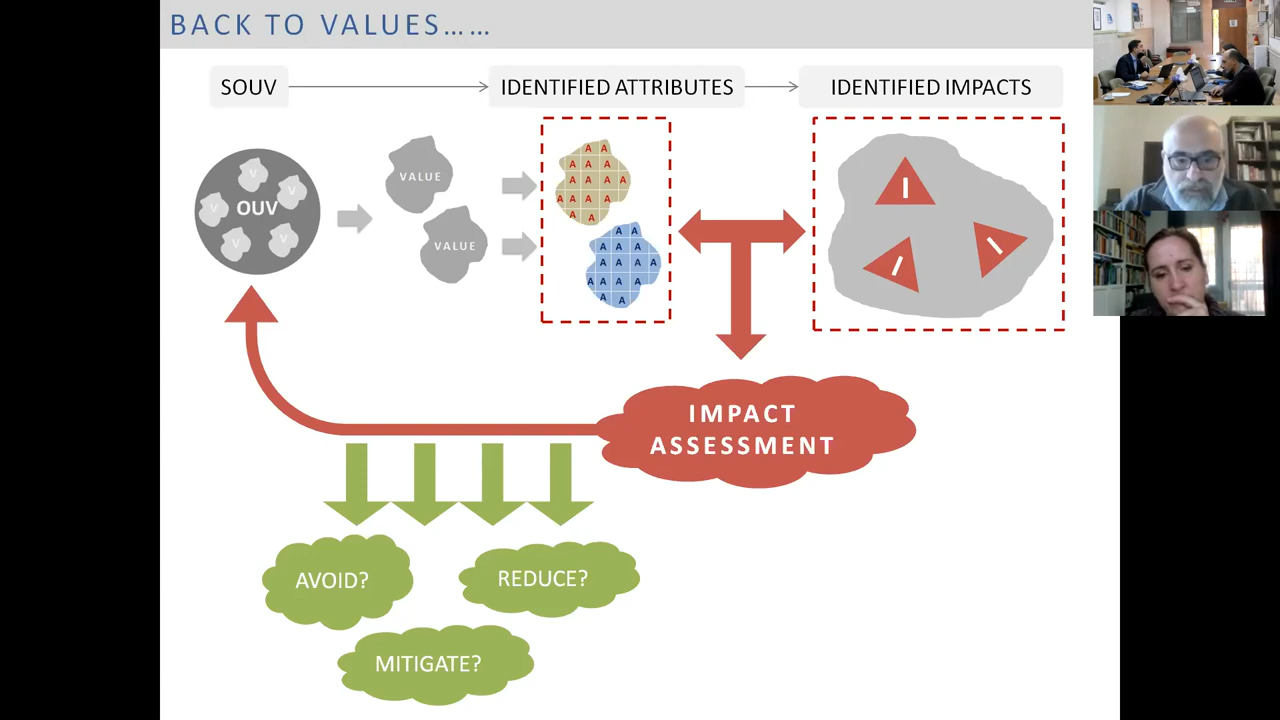 BACK TO VALUES……
SOUV
IDENTIFIED ATTRIBUTES
IDENTIFIED IMPACTS
V
V
V
OUV
V
V
VALUE
VALUE
A A
A A A
A A A A
A A A A
A A
A A
A A A
A A A A
A A A A
A A
I
I
I
IMPACT
ASSESSMENT
AVOID?
REDUCE?
MITIGATE?